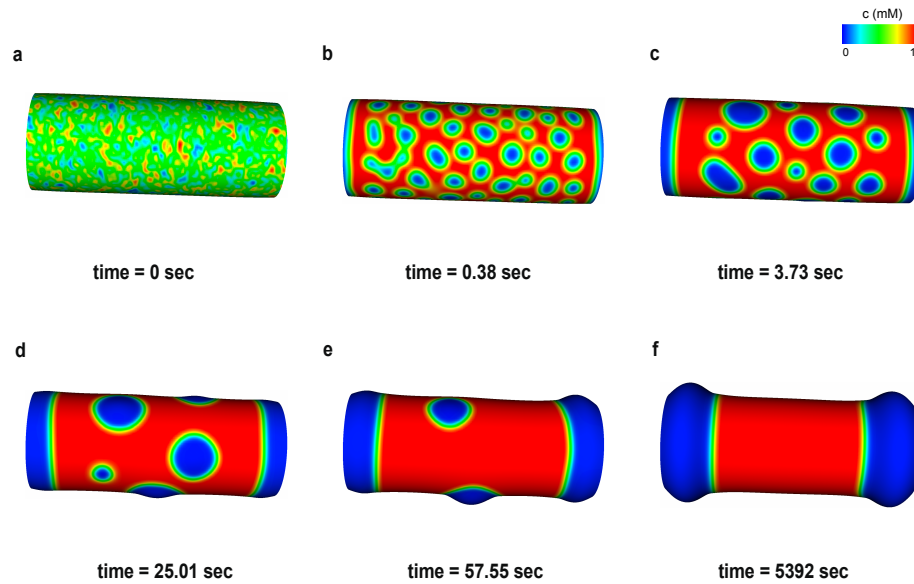 c (mM)
0 1
a b c
time = 0 sec time = 0.38 sec time = 3.73 sec
d e f
time = 25.01 sec time = 57.55 sec time = 5392 sec